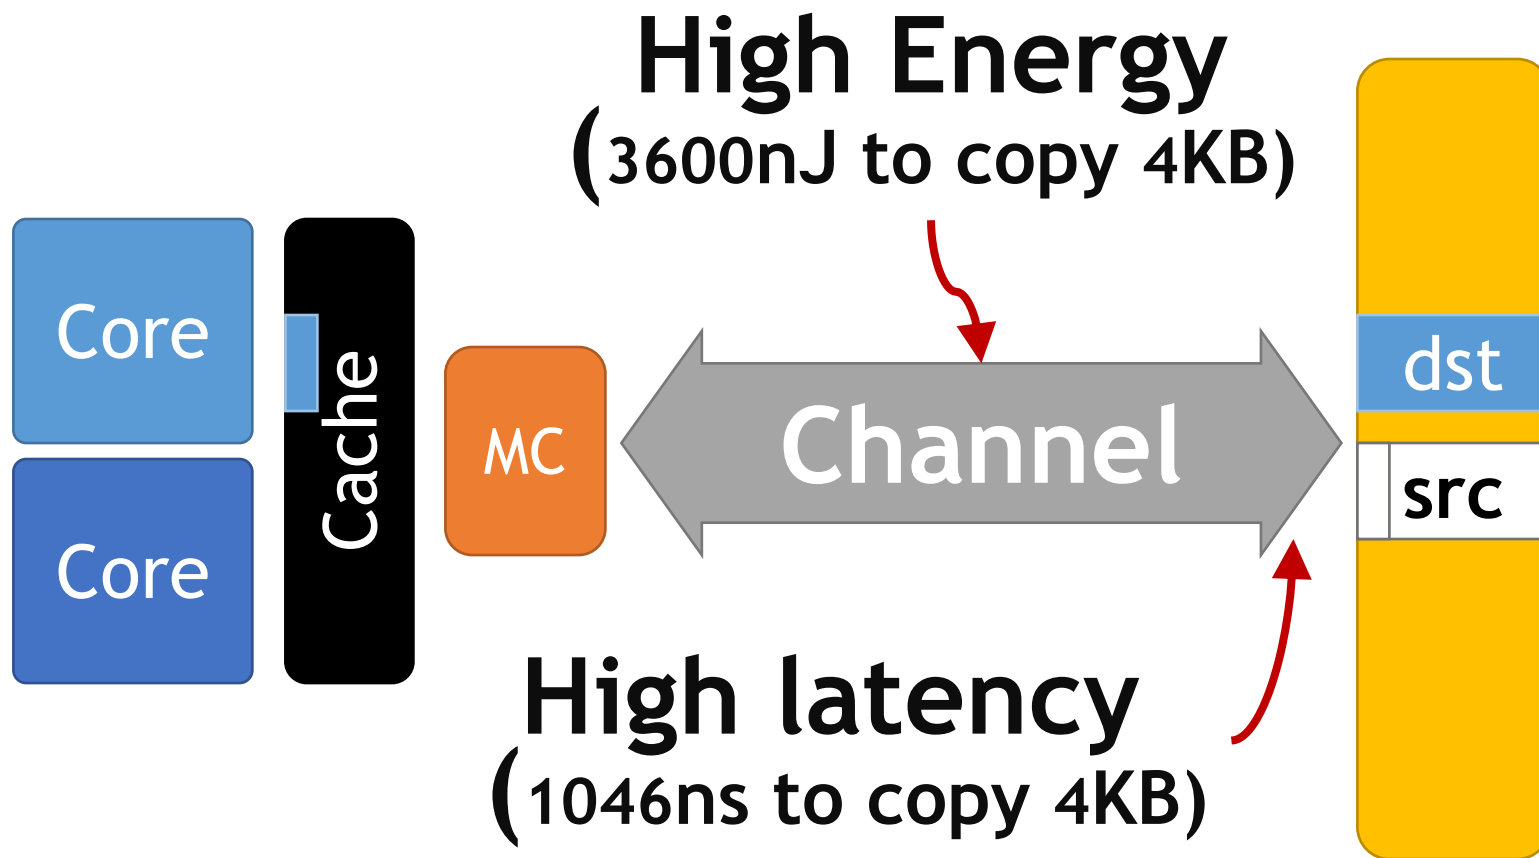 High Energy
(3600nJ to copy 4KB)
Core
Core
Cache
MC
Channel
dst
src
High latency
(1046ns to copy 4KB)